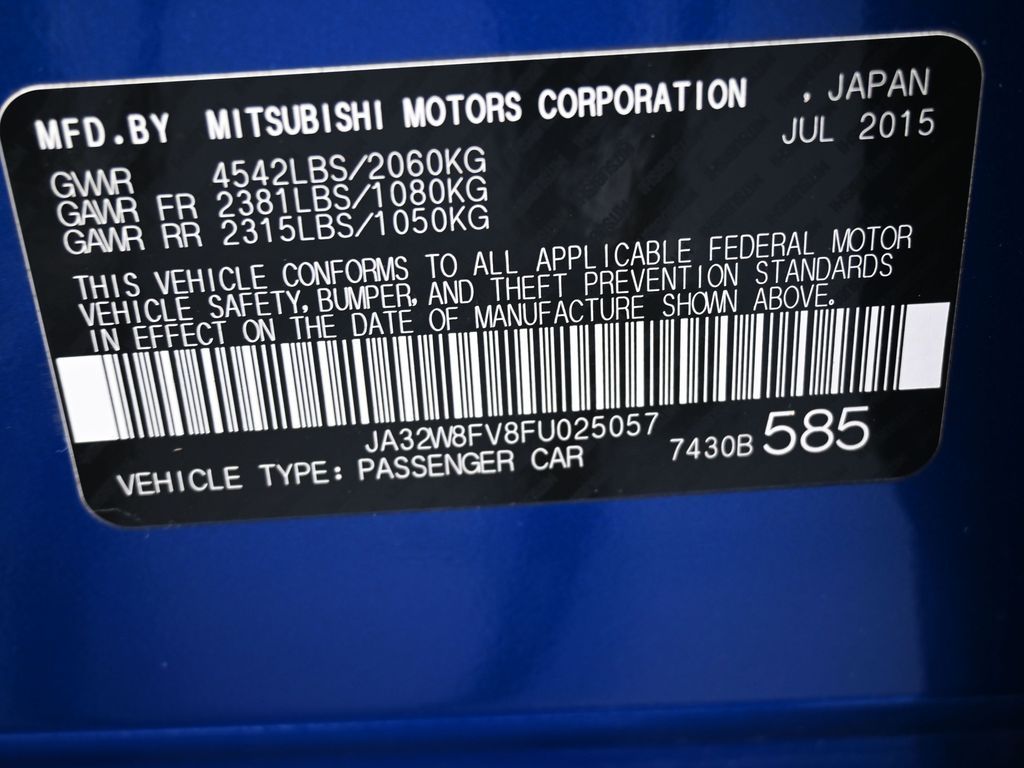 MFD.BY MITSUBISHI MOTORS CORPORATION , JAPAN
JUL 2015
GVWR 4542LBS/2060KG
GAWR FR 2381LBS/1080KG
GAWR RR 2315LBS/1050KG
THIS VEHICLE CONFORMS TO ALL APPLICABLE FEDERAL MOTOR
VEHICLE SAFETY, BUMPER, AND THEFT PREVENTION STANDARDS
IN EFFECT ON THE DATE OF MANUFACTURE SHOWN ABOVE.
JA32W8FV8FU025057
VEHICLE TYPE: PASSENGER CAR 7430B 585